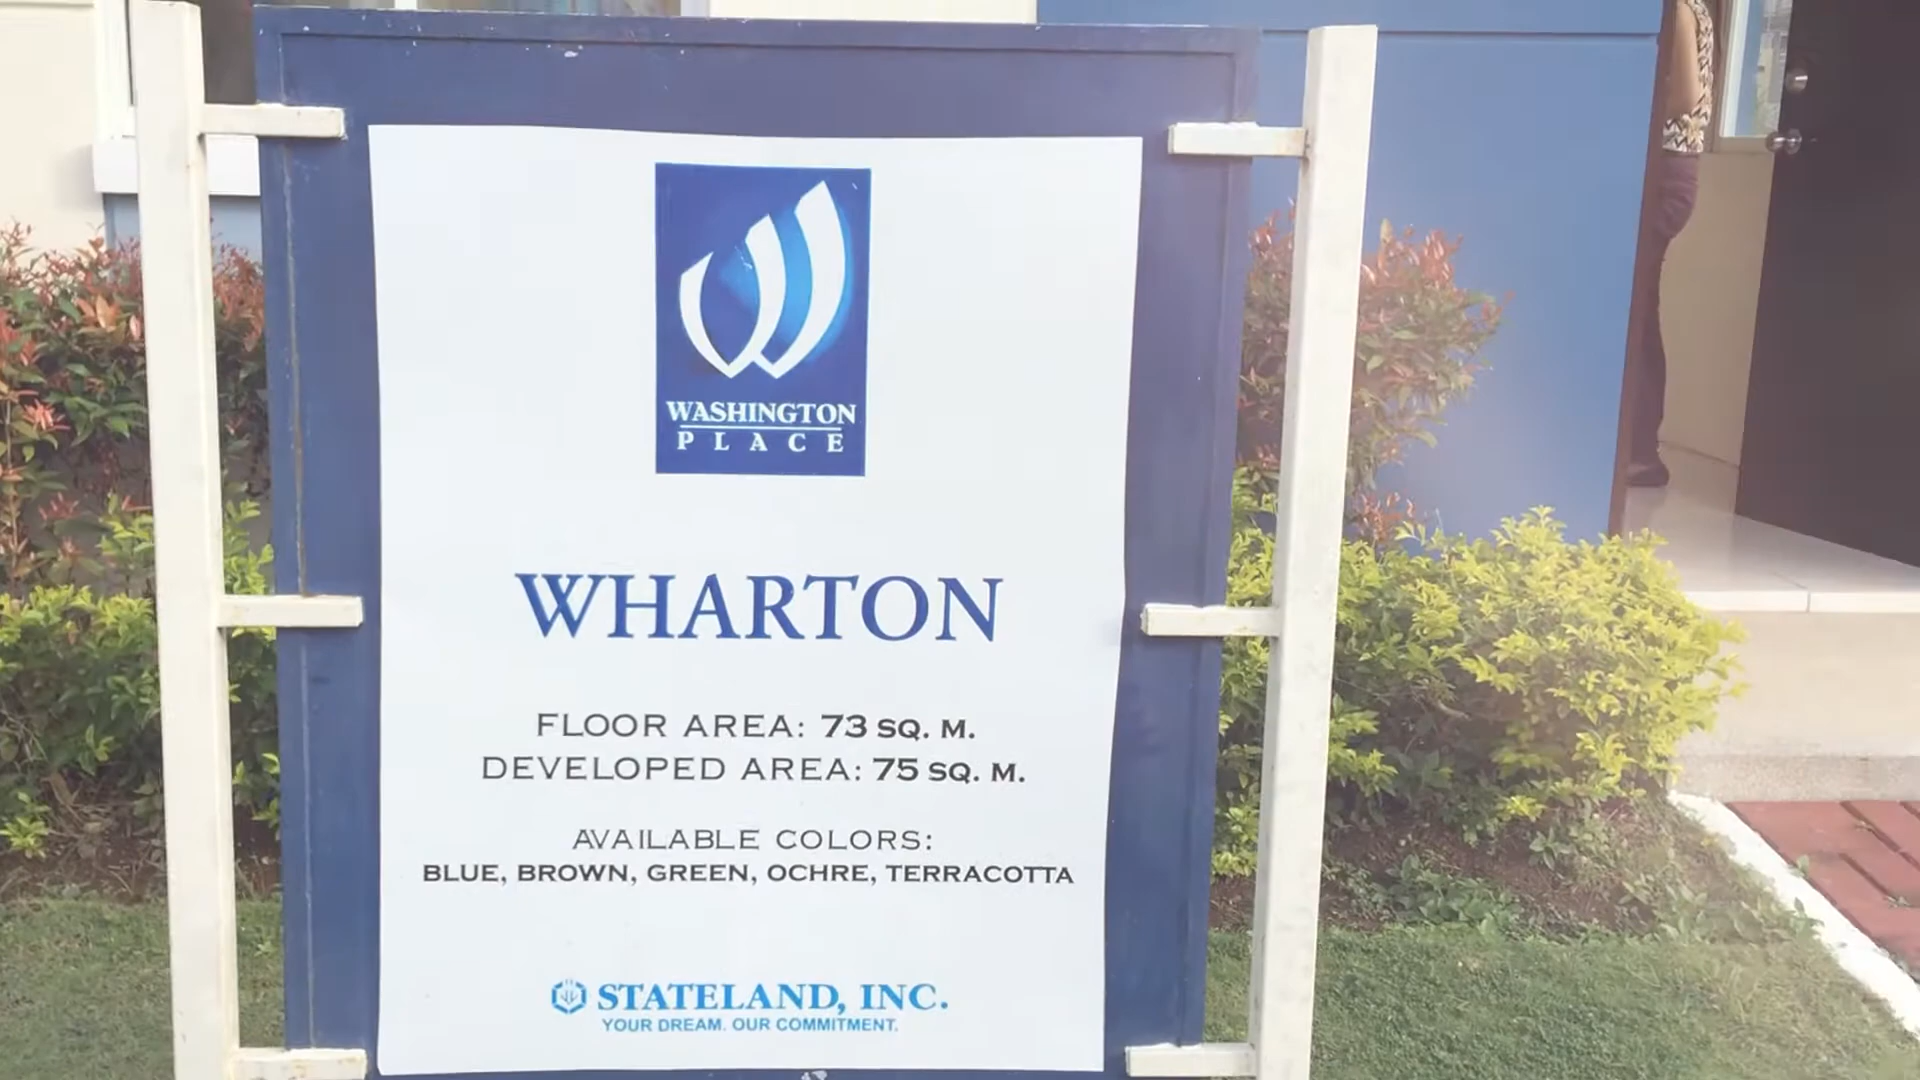 WASHINGTON
PLACE
WHARTON
FLOOR AREA: 73 SQ. M.
DEVELOPED AREA: 75 SQ. M.
AVAILABLE COLORS:
BLUE, BROWN, GREEN, OCHRE, TERRACOTTA
STATELAND, INC.
YOUR DREAM. OUR COMMITMENT.